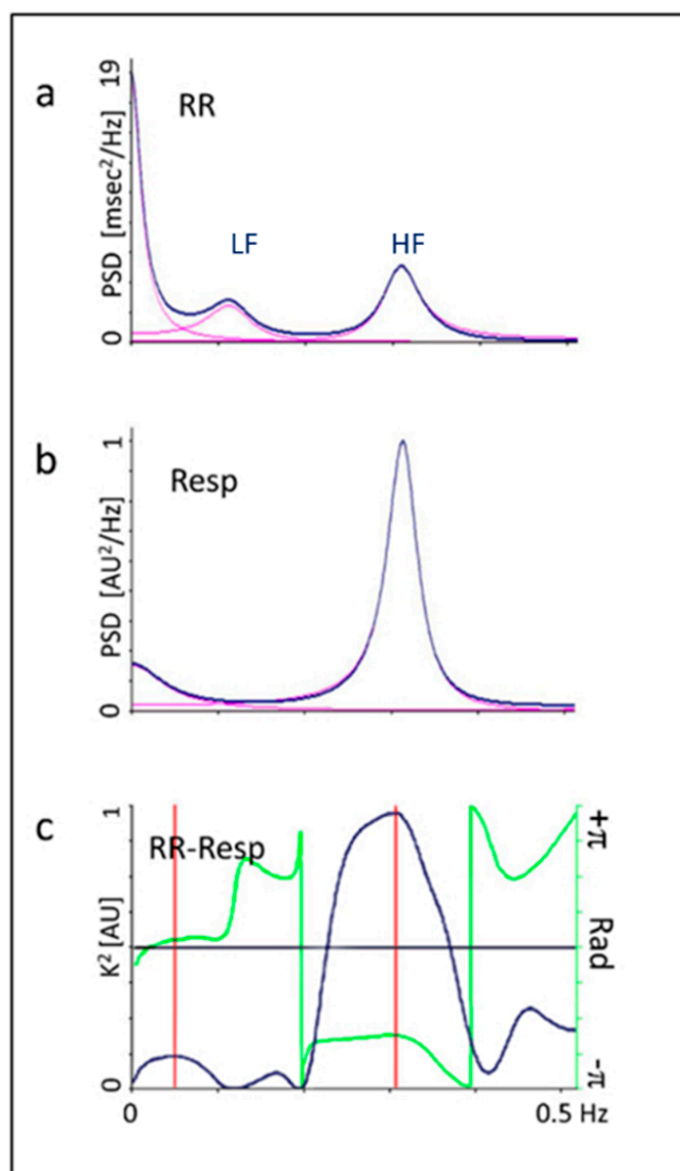 a
RR
19
PSD [msec²/Hz]
0
LF
HF
b
Resp
1
PSD [AU²/Hz]
0
c
RR-Resp
1
K² [AU]
0
+π
Rad
-π
0
0.5 Hz